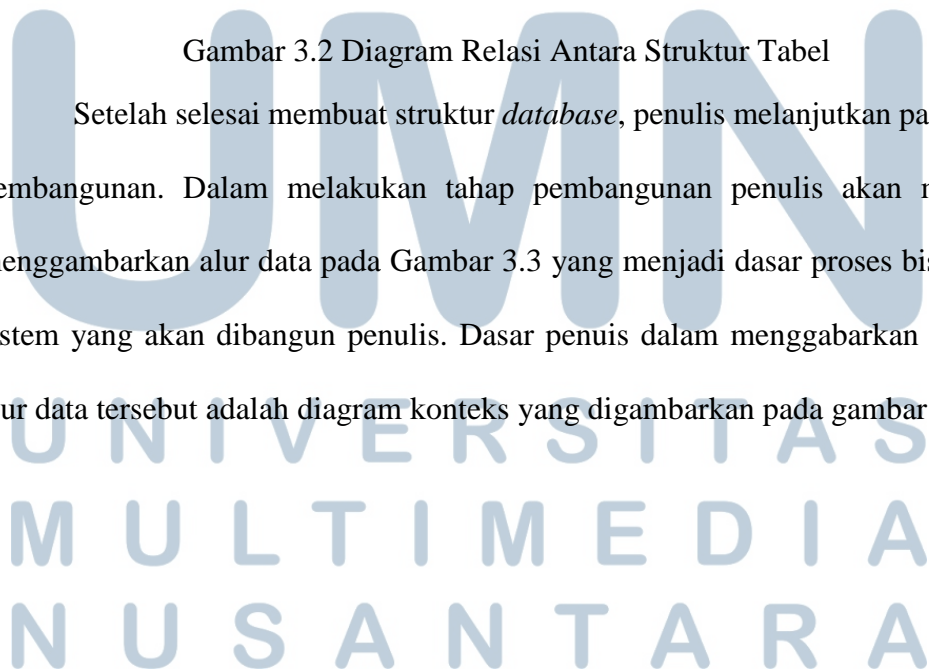 Gambar 3.2 Diagram Relasi Antara Struktur Tabel
Setelah selesai membuat struktur database, penulis melanjutkan pa
embangunan. Dalam melakukan tahap pembangunan penulis akan
enggambarkan alur data pada Gambar 3.3 yang menjadi dasar proses bis
stem yang akan dibangun penulis. Dasar penuis dalam menggabarkan
ur data tersebut adalah diagram konteks yang digambarkan pada gambar
UMN
UNIVERSITAS
MULTIMEDIA
NUSANTARA